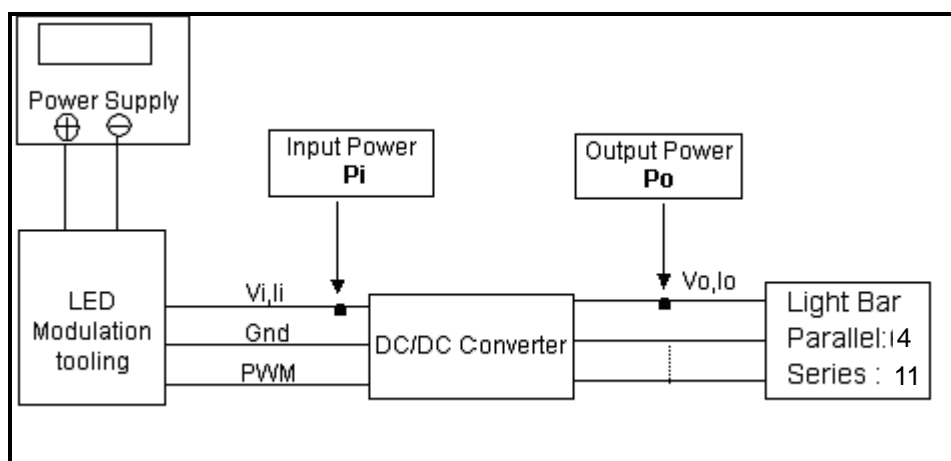 Power Supply
Input Power
Pi
Output Power
Po
LED
Modulation
tooling
Vi,Ii
Gnd
PWM
DC/DC Converter
Vo,Io
Light Bar
Parallel: 4
Series : 11